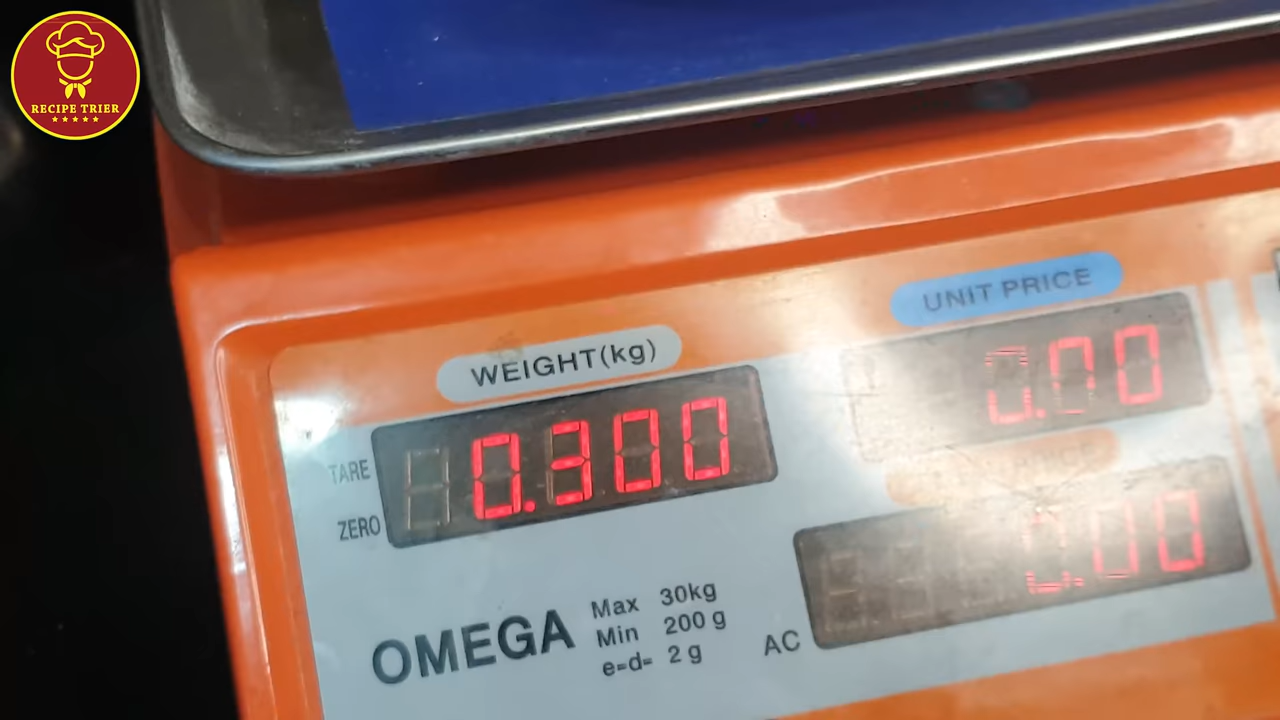 RECIPE TRIER
UNIT PRICE
WEIGHT(kg)
0.00
0.300
TARE
ZERO
0.00
OMEGA
Max 30kg
Min 200 g
e=d= 2 g
AC